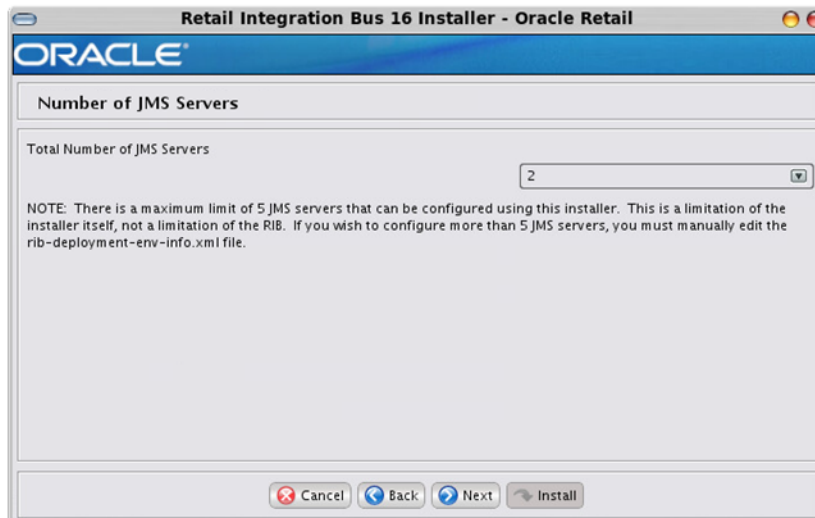 Retail Integration Bus 16 Installer - Oracle Retail
ORACLE®
Number of JMS Servers
Total Number of JMS Servers
2
NOTE: There is a maximum limit of 5 JMS servers that can be configured using this installer. This is a limitation of the
installer itself, not a limitation of the RIB. If you wish to configure more than 5 JMS servers, you must manually edit the
rib-deployment-env-info.xml file.
Cancel Back Next Install